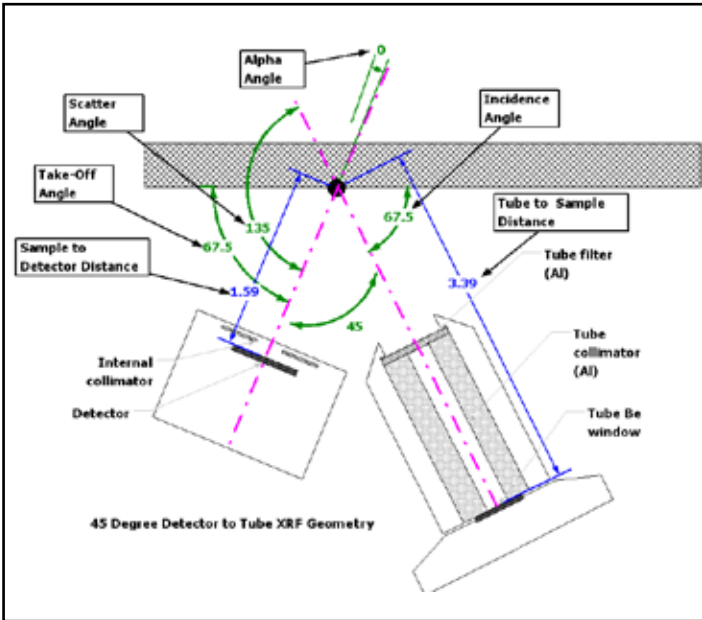 0
Alpha
Angle
Scatter
Angle
Incidence
Angle
Take-Off
Angle
135
67.5
67.5
Tube to Sample
Distance
Sample to
Detector Distance
Tube filter
(Al)
1.59
3.39
45
Internal
collimator
Tube
collimator
(Al)
Detector
Tube Be
window
45 Degree Detector to Tube XRF Geometry